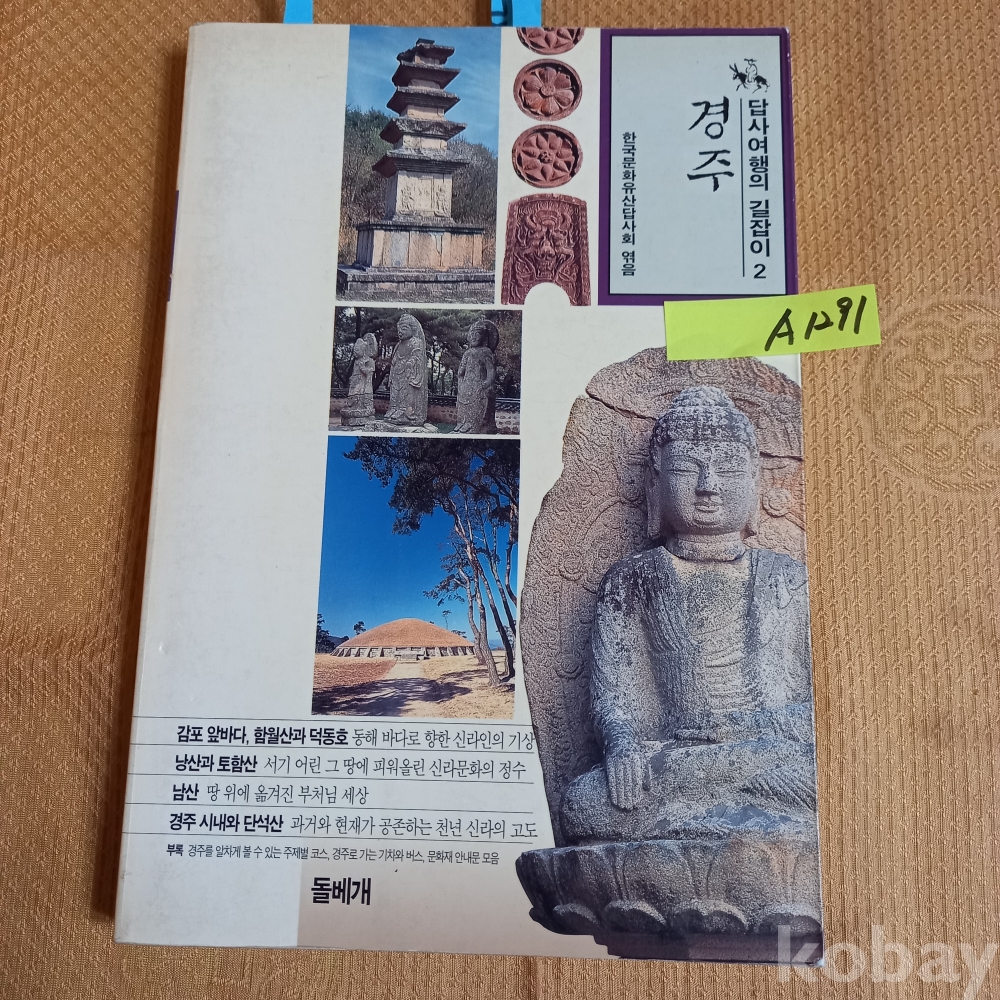 답사여행의 길잡이 2
경주
한국문화유산답사회 엮음
A1291
감포 앞바다, 함월산과 덕동호 동해 바다로 향한 신라인의 기상
낭산과 토함산 서기 어린 그 땅에 피워올린 신라문화의 정수
남산 땅 위에 옮겨진 부처님 세상
경주 시내와 단석산 과거와 현재가 공존하는 천년 신라의 고도
부록 경주를 알차게 볼 수 있는 주제별 코스, 경주로 가는 기차와 버스, 문화재 안내문 모음
돌베개
kobay